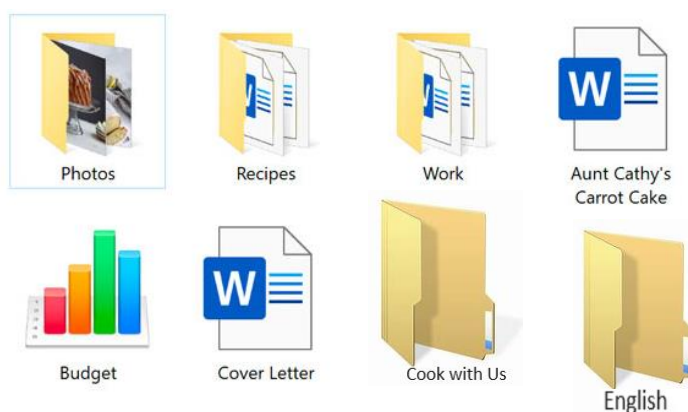 Photos
Recipes
Work
Aunt Cathy's
Carrot Cake
Budget
Cover Letter
Cook with Us
English